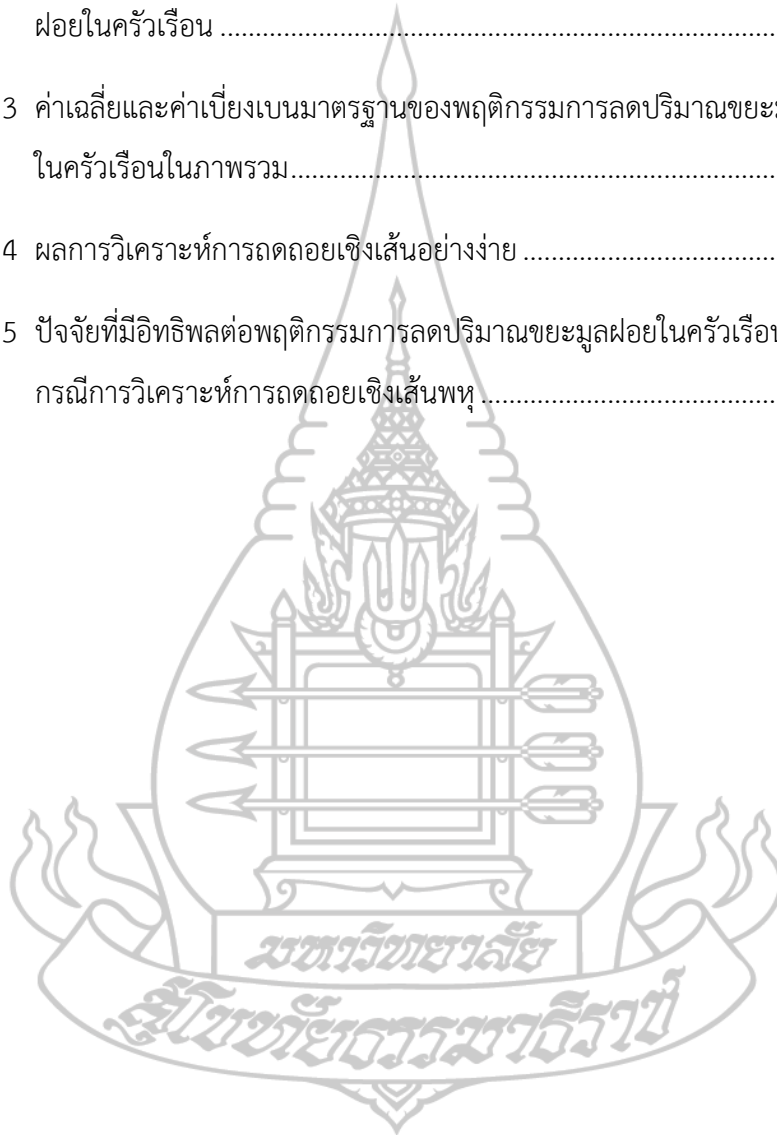 ฝอยในครัวเรือน ................................................................................
3 ค่าเฉลี่ยและค่าเบี่ยงเบนมาตรฐานของพฤติกรรมการลดปริมาณขยะ
ในครัวเรือนในภาพรวม......................................................................
4 ผลการวิเคราะห์การถดถอยเชิงเส้นอย่างง่าย ....................................
5 ปัจจัยที่มีอิทธิพลต่อพฤติกรรมการลดปริมาณขยะมูลฝอยในครัวเรือน
กรณีการวิเคราะห์การถดถอยเชิงเส้นพหุ ..........................................
มหาวิทยาลัย
สุโขทัยธรรมาธิราช